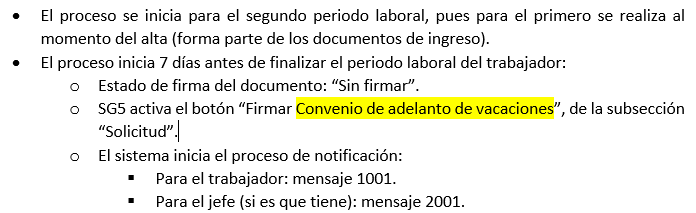 • El proceso se inicia para el segundo periodo laboral, pues para el primero se realiza al
momento del alta (forma parte de los documentos de ingreso).
• El proceso inicia 7 días antes de finalizar el periodo laboral del trabajador:
o Estado de firma del documento: “Sin firmar”.
o SG5 activa el botón “Firmar Convenio de adelanto de vacaciones”, de la subsección
“Solicitud”.
o El sistema inicia el proceso de notificación:
▪ Para el trabajador: mensaje 1001.
▪ Para el jefe (si es que tiene): mensaje 2001.